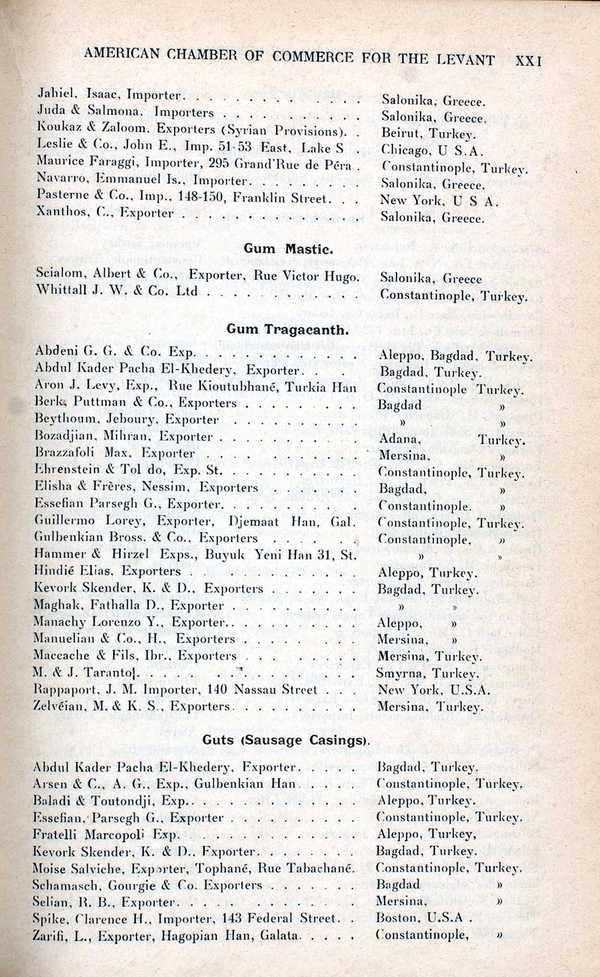 AMERICAN CHAMBER OF COMMERCE FOR THE LEVANT XXI
Jahiel, Isaac, Importer. . . . . . . . . . . . Salonika, Greece.
Juda & Salmona, Importers . . . . . . . . . Salonika, Greece.
Koukaz & Zaloom. Exporters (Syrian Provisions). . Beirut, Turkey.
Leslie & Co., John E., Imp. 51-53 East, Lake S . Chicago, U S.A.
Maurice Faraggi, Importer, 295 Grand'Rue de Péra . Constantinople, Turkey.
Navarro, Emmanuel Is., Importer. . . . . . . . Salonika, Greece.
Pasterne & Co., Imp., 148-150, Franklin Street. . . New York, U S A.
Xanthos, C., Exporter . . . . . . . . . . . . . Salonika, Greece.
Gum Mastic.
Scialom, Albert & Co., Exporter, Rue Victor Hugo. Salonika, Greece
Whittall J. W. & Co. Ltd . . . . . . . . . . . Constantinople, Turkey.
Gum Tragacanth.
Abdeni G. G. & Co. Exp. . . . . . . . . . . . Aleppo, Bagdad, Turkey.
Abdul Kader Pacha El-Khedery, Exporter. . . Bagdad, Turkey.
Aron J. Levy, Exp., Rue Kioutubhané, Turkia Han Constantinople Turkey.
Berk, Puttman & Co., Exporters . . . . . . . . Bagdad »
Beythoum, Jeboury, Exporter . . . . . . . . . » »
Bozadjian, Mihran, Exporter . . . . . . . . . . Adana, Turkey.
Brazzafoli Max, Exporter . . . . . . . . . . . Mersina, »
Ehrenstein & Tol do, Exp. St. . . . . . . . . . Constantinople, Turkey.
Elisha & Frères, Nessim, Exporters . . . . . . Bagdad, »
Essefian Parsegh G., Exporter. . . . . . . . . . Constantinople. »
Guillermo Lorey, Exporter, Djemaat Han, Gal. Constantinople, Turkey.
Gulbenkian Bross. & Co., Exporters . . . . . Constantinople, »
Hammer & Hirzel Exps., Buyuk Yeni Han 31, St. » »
Hindié Elias, Exporters . . . . . . . . . . . Aleppo, Turkey.
Kevork Skender, K. & D., Exporters . . . . . . . Bagdad, Turkey.
Maghak, Fathalla D., Exporter . . . . . . . . . » »
Manachy Lorenzo Y., Exporter.. . . . . . . . . Aleppo, »
Manuelian & Co., H., Exporters . . . . . . . . Mersina, »
Maccache & Fils, Ibr., Exporters . . . . . . . Mersina, Turkey.
M. & J. Taranto. . . . . . . . . . . . Smyrna, Turkey.
Rappaport, J. M. Importer, 140 Nassau Street . . . New York, U.S.A.
Zelvéian, M. & K. S., Exporters. . . . . . . . . Mersina, Turkey.
Guts (Sausage Casings).
Abdul Kader Pacha El-Khedery, Exporter. . . . . Bagdad, Turkey.
Arsen & C., A. G., Exp., Gulbenkian Han . . . . . Constantinople, Turkey.
Baladi & Toutondji, Exp.. . . . . . . . . . . . Aleppo, Turkey.
Essefian, Parsegh G., Exporter . . . . . . . . . Constantinople, Turkey.
Fratelli Marcopoli Exp. . . . . . . . . . . . . Aleppo, Turkey,
Kevork Skender, K. & D.. Exporter. . . . . . . . Bagdad, Turkey.
Moise Salviche, Exporter, Tophané, Rue Tabachané. Constantinople, Turkey.
Schamasch, Gourgie & Co. Exporters . . . . . . . Bagdad »
Selian, R. B., Exporter. . . . . . . . . . . . . Mersina, »
Spike, Clarence H., Importer, 143 Federal Street. . Boston, U.S.A .
Zarifi, L., Exporter, Hagopian Han, Galata. . . . . Constantinople, »